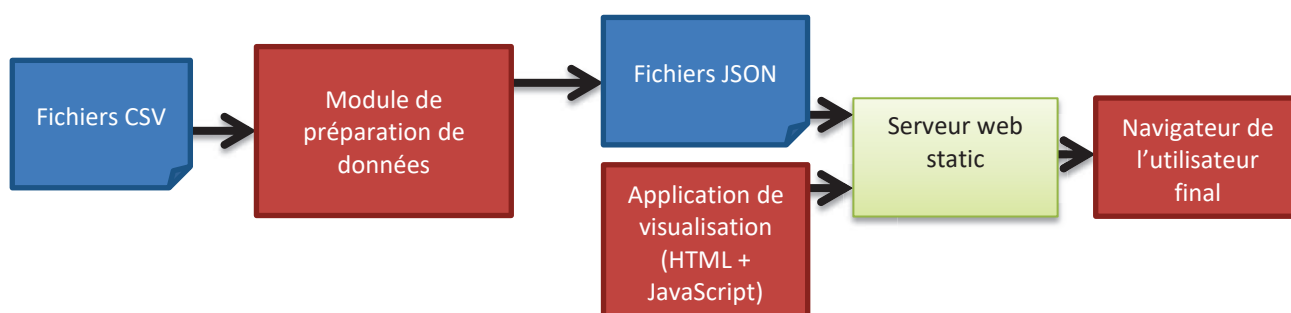 Fichiers CSV
Module de
préparation de
données
Fichiers JSON
Application de
visualisation
(HTML +
JavaScript)
Serveur web
static
Navigateur de
l’utilisateur
final